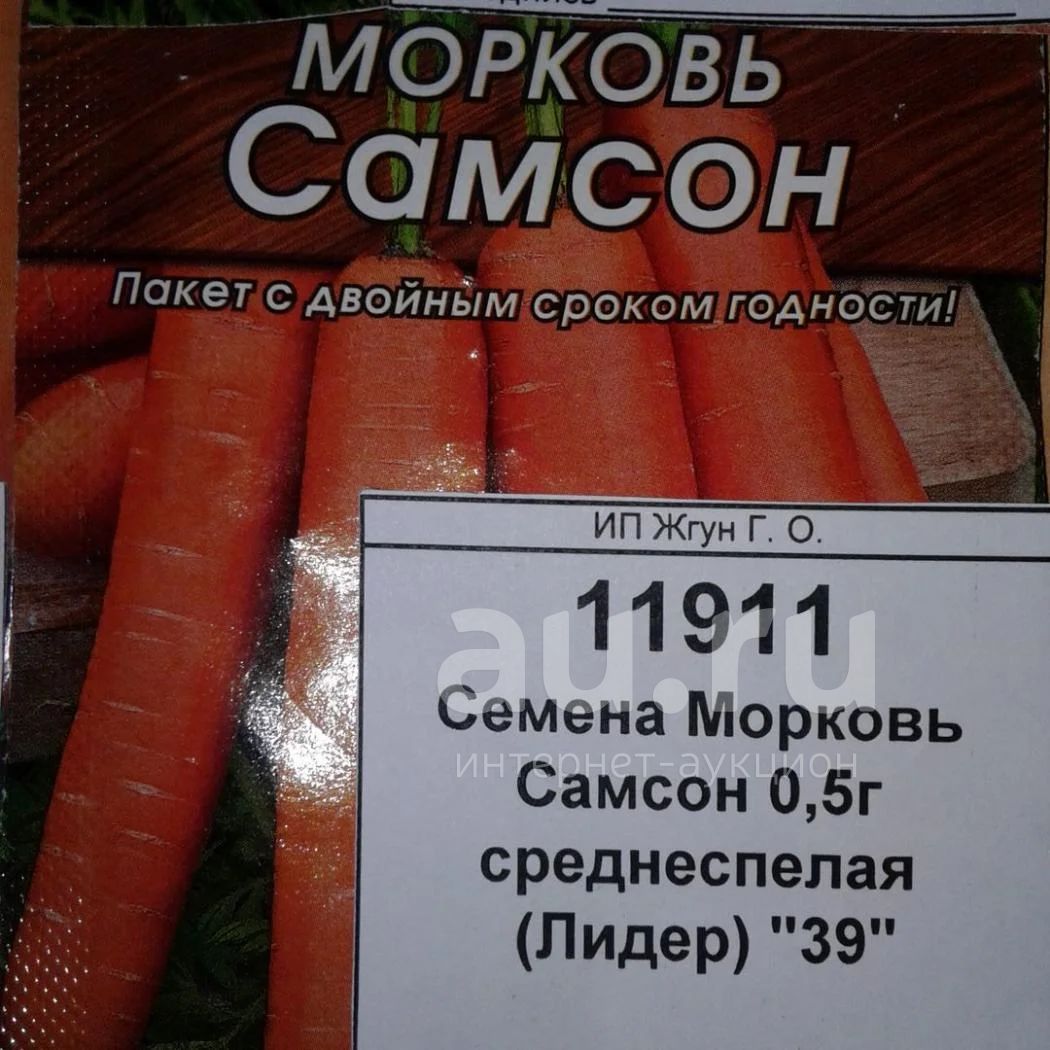 МОРКОВЬ
Самсон
Пакет с двойным сроком годности!
ИП Жгун Г. О.
11911
au.ru
Семена Морковь
интернет-аукцион
Самсон 0,5г
среднеспелая
(Лидер) "39"